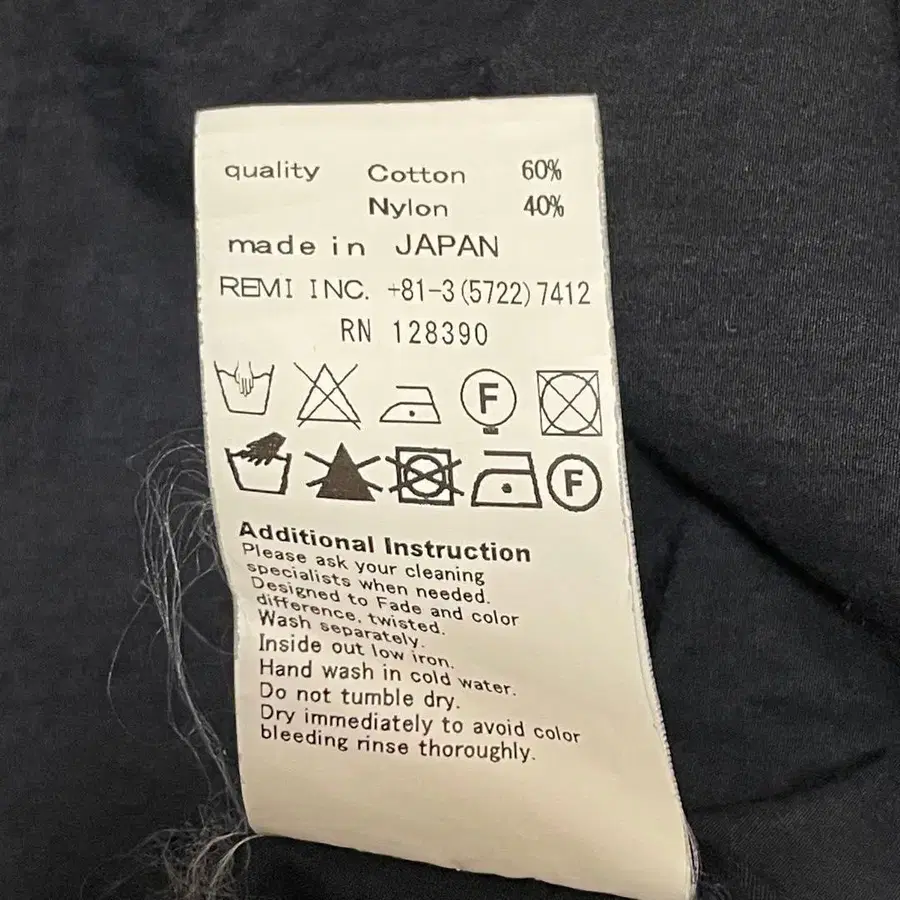 quality Cotton 60%
Nylon 40%
made in JAPAN
REMI INC. +81-3(5722)7412
RN 128390
F
F
Additional Instruction
Please ask your cleaning
specialists when needed.
Designed to Fade and color
difference, twisted.
Wash separately.
Inside out low iron.
Hand wash in cold water.
Do not tumble dry.
Dry immediately to avoid color
bleeding rinse thoroughly.